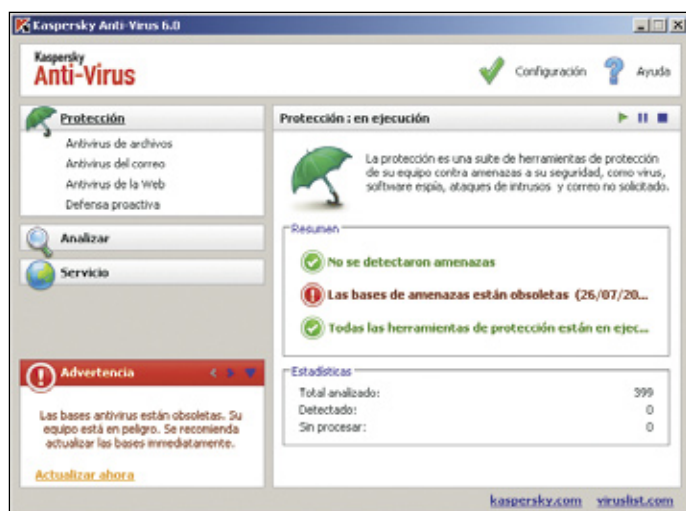 Kaspersky Anti-Virus 6.0
Kaspersky
Anti-Virus
Configuración
Ayuda
Protección
Antivirus de archivos
Antivirus del correo
Antivirus de la Web
Defensa proactiva
Analizar
Servicio
Advertencia
Las bases antivirus están obsoletas. Su
equipo está en peligro. Se recomienda
actualizar las bases immediatamente.
Actualizar ahora
Protección : en ejecución
La protección es una suite de herramientas de protección
de su equipo contra amenazas a su seguridad, como virus,
software espía, ataques de intrusos y correo no solicitado.
Resumen
No se detectaron amenazas
Las bases de amenazas están obsoletas (26/07/20...
Todas las herramientas de protección están en ejec...
Estadísticas
Total analizado: 399
Detectado: 0
Sin procesar: 0
kaspersky.com viruslist.com